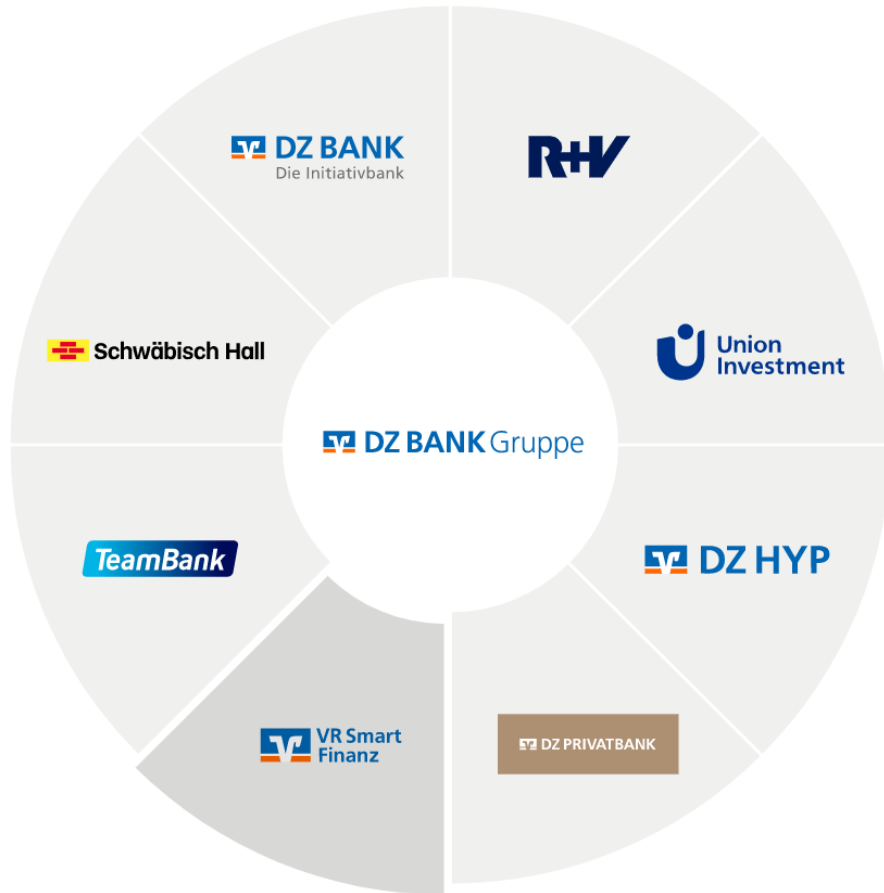 DZ BANK
Die Initiativbank
R+V
Schwäbisch Hall
Union
Investment
DZ BANK Gruppe
TeamBank
DZ HYP
VR Smart
Finanz
DZ PRIVATBANK